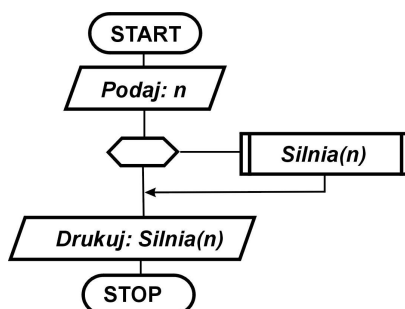 START
Podaj: n
Silnia(n)
Drukuj: Silnia(n)
STOP